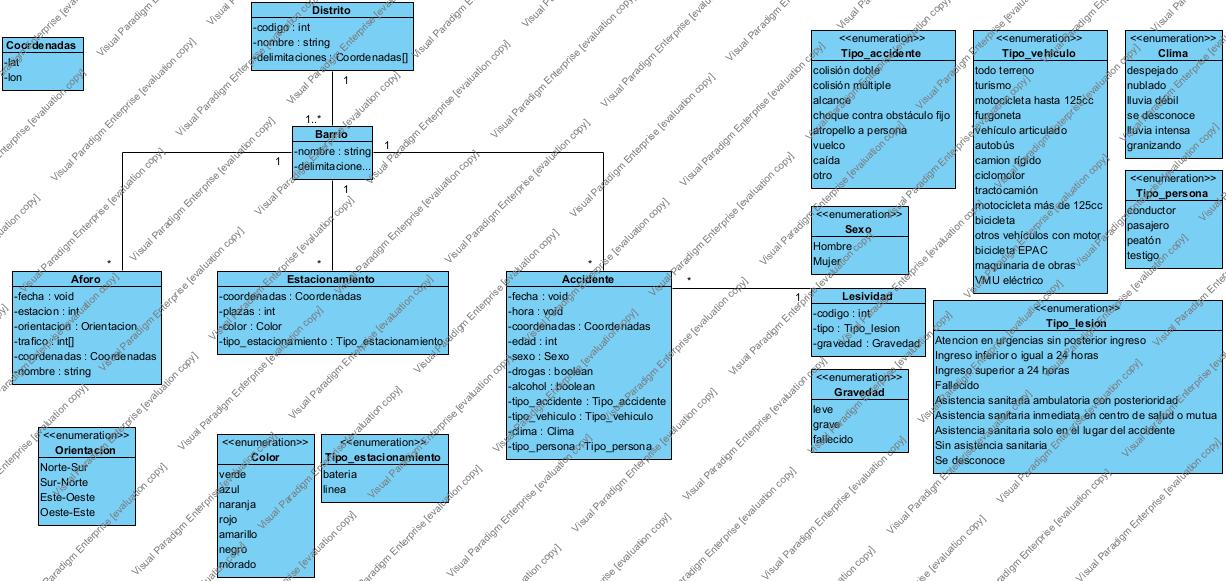 Coordenadas
-lat
-lon
Distrito
-codigo : int
-nombre : string
-delimitaciones : Coordenadas[]
1
1..*
Barrio
-nombre : string
-delimitacione...
1
1
1
*
*
*
Aforo
-fecha : void
-estacion : int
-orientacion : Orientacion
-trafico : int[]
-coordenadas : Coordenadas
-nombre : string
Estacionamiento
-coordenadas : Coordenadas
-plazas : int
-color : Color
-tipo_estacionamiento : Tipo_estacionamiento
Accidente
-fecha : void
-hora : void
-coordenadas : Coordenadas
-edad : int
-sexo : Sexo
-drogas : boolean
-alcohol : boolean
-tipo_accidente : Tipo_accidente
-tipo_vehiculo : Tipo_vehiculo
-clima : Clima
-tipo_persona : Tipo_persona
*
1
Lesividad
-codigo : int
-tipo : Tipo_lesion
-gravedad : Gravedad
<<enumeration>>
Orientacion
Norte-Sur
Sur-Norte
Este-Oeste
Oeste-Este
<<enumeration>>
Color
verde
azul
naranja
rojo
amarillo
negro
morado
<<enumeration>>
Tipo_estacionamiento
bateria
linea
<<enumeration>>
Tipo_accidente
colisión doble
colisión múltiple
alcance
choque contra obstáculo fijo
atropello a persona
vuelco
caída
otro
<<enumeration>>
Tipo_vehiculo
todo terreno
turismo
motocicleta hasta 125cc
furgoneta
vehículo articulado
autobús
camion rígido
ciclomotor
tractocamión
motocicleta más de 125cc
bicicleta
otros vehículos con motor
bicicleta EPAC
maquinaria de obras
VMU eléctrico
<<enumeration>>
Clima
despejado
nublado
lluvia débil
se desconoce
lluvia intensa
granizando
<<enumeration>>
Tipo_persona
conductor
pasajero
peatón
testigo
<<enumeration>>
Sexo
Hombre
Mujer
<<enumeration>>
Gravedad
leve
grave
fallecido
<<enumeration>>
Tipo_lesion
Atencion en urgencias sin posterior ingreso
Ingreso inferior o igual a 24 horas
Ingreso superior a 24 horas
Fallecido
Asistencia sanitaria ambulatoria con posterioridad
Asistencia sanitaria inmediata en centro de salud o mutua
Asistencia sanitaria solo en el lugar del accidente
Sin asistencia sanitaria
Se desconoce
Visual Paradigm Enterprise [evaluation copy]